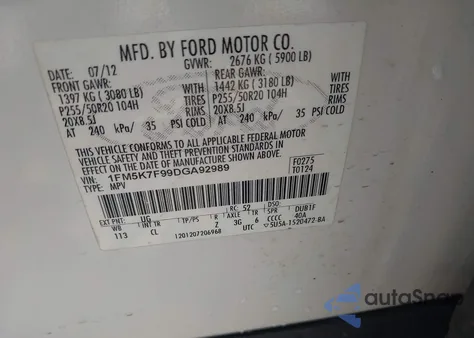 MFD. BY FORD MOTOR CO.
DATE: 07/12 GVWR: 2676 KG ( 5900 LB)
FRONT GAWR: REAR GAWR:
1397 KG ( 3080 LB) WITH 1442 KG ( 3180 LB) WITH
P255/50R20 104H TIRES P255/50R20 104H TIRES
20X8.5J RIMS 20X8.5J RIMS
AT 240 kPa/ 35 PSI COLD AT 240 kPa/ 35 PSI COLD
THIS VEHICLE CONFORMS TO ALL APPLICABLE FEDERAL MOTOR
VEHICLE SAFETY AND THEFT PREVENTION STANDARDS IN EFFECT ON THE
DATE OF MANUFACTURE SHOWN ABOVE.
VIN: 1FM5K7F99DGA92989 F0275
TYPE: MPV T0124
EXT PNT: UG RC: 52 DSO:
WB INT TR TP/PS R AXLE TR SPR DUB1F
113 CL Z 3G 6 CCCC 40A
1201207206968 UTC 5U5A-1520472-BA
autoSnap